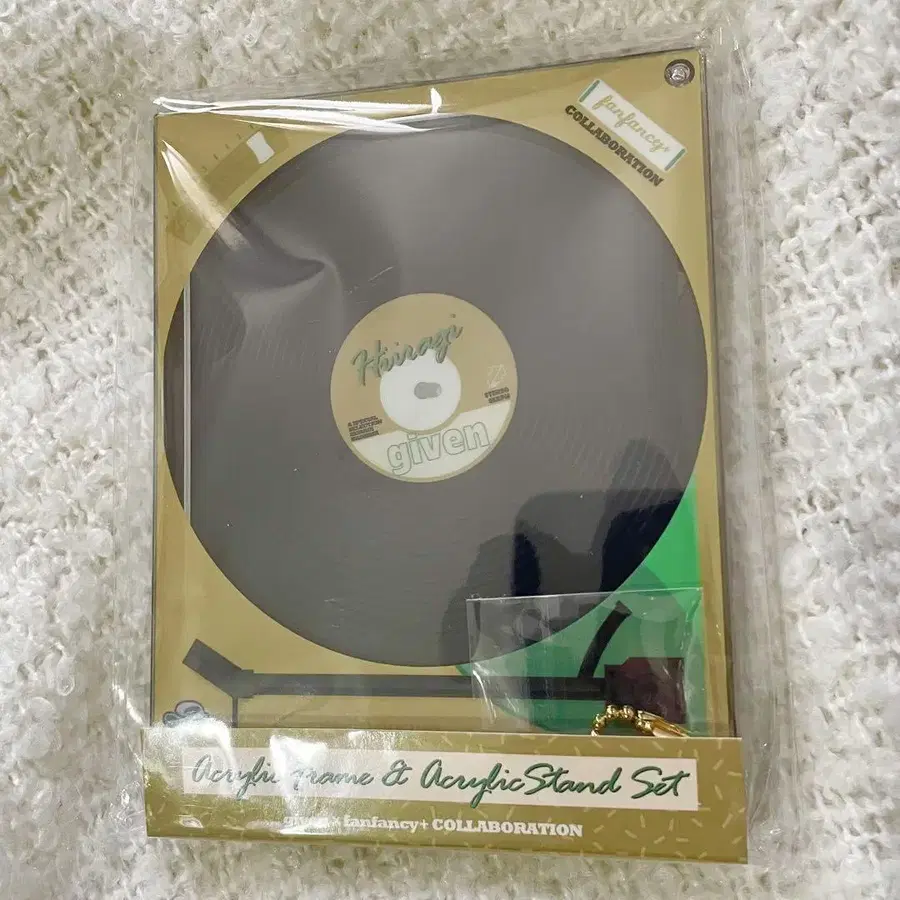 fanfancy+
COLLABORATION
Hiiragi
STEREO
given
Acrylic frame & Acrylic Stand Set
given×fanfancy+ COLLABORATION